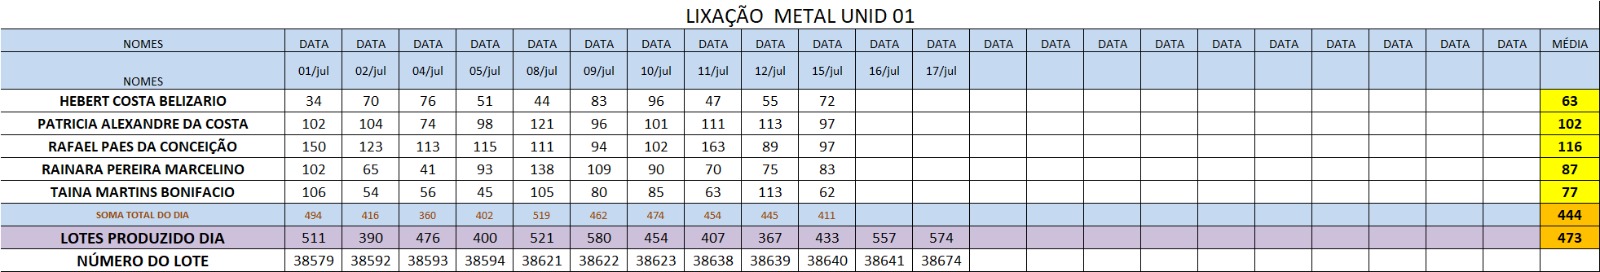 LIXAÇÃO METAL UNID 01
NOMES DATA DATA DATA DATA DATA DATA DATA DATA DATA DATA DATA DATA DATA DATA DATA DATA DATA DATA DATA DATA DATA DATA MÉDIA
NOMES 01/jul 02/jul 04/jul 05/jul 08/jul 09/jul 10/jul 11/jul 12/jul 15/jul 16/jul 17/jul
HEBERT COSTA BELIZARIO 34 70 76 51 44 83 96 47 55 72 63
PATRICIA ALEXANDRE DA COSTA 102 104 74 98 121 96 101 111 113 97 102
RAFAEL PAES DA CONCEIÇÃO 150 123 113 115 111 94 102 163 89 97 116
RAINARA PEREIRA MARCELINO 102 65 41 93 138 109 90 70 75 83 87
TAINA MARTINS BONIFACIO 106 54 56 45 105 80 85 63 113 62 77
SOMA TOTAL DO DIA 494 416 360 402 519 462 474 454 445 411 444
LOTES PRODUZIDO DIA 511 390 476 400 521 580 454 407 367 433 557 574 473
NÚMERO DO LOTE 38579 38592 38593 38594 38621 38622 38623 38638 38639 38640 38641 38674